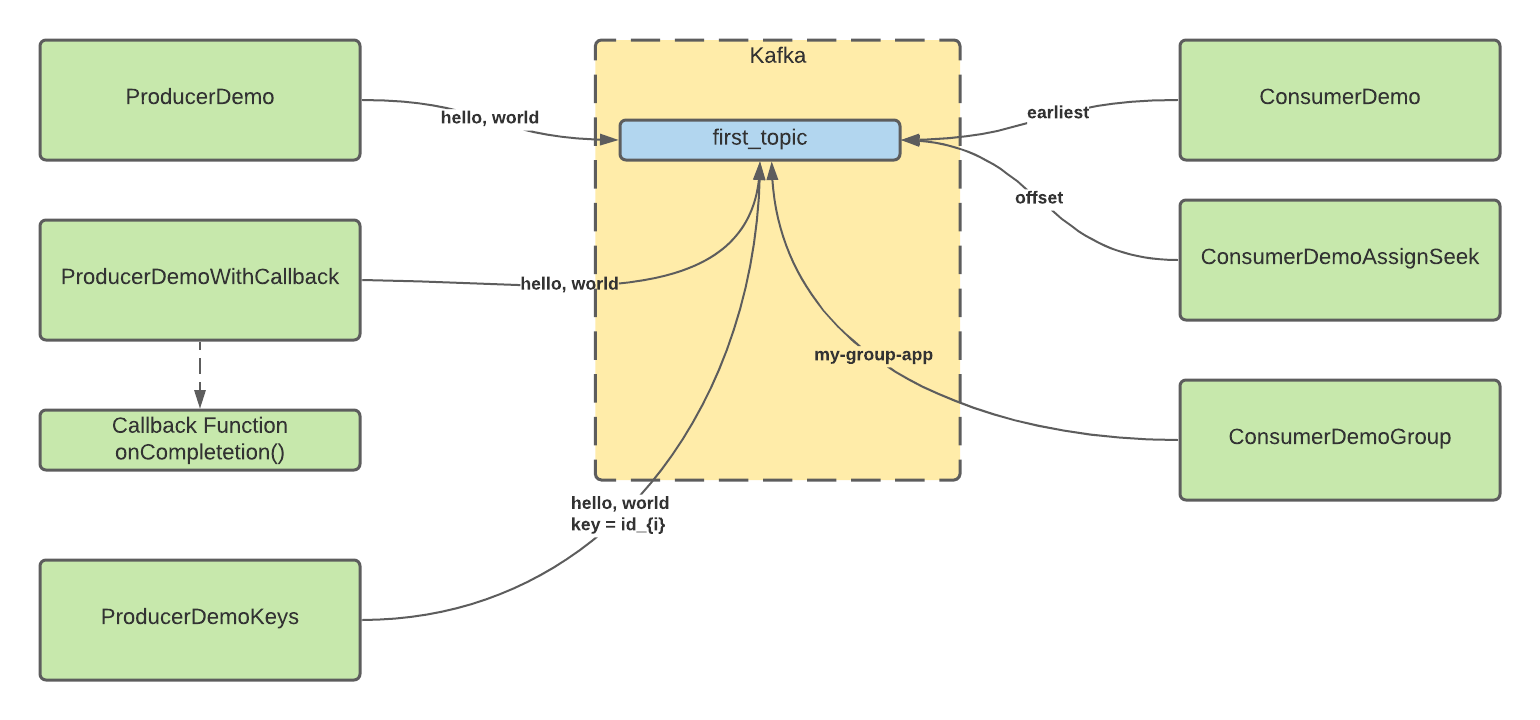 Kafka
ProducerDemo
hello, world
first_topic
earliest
ConsumerDemo
offset
ConsumerDemoAssignSeek
ProducerDemoWithCallback
hello, world
my-group-app
ConsumerDemoGroup
Callback Function
onCompletetion()
hello, world
key = id_{i}
ProducerDemoKeys